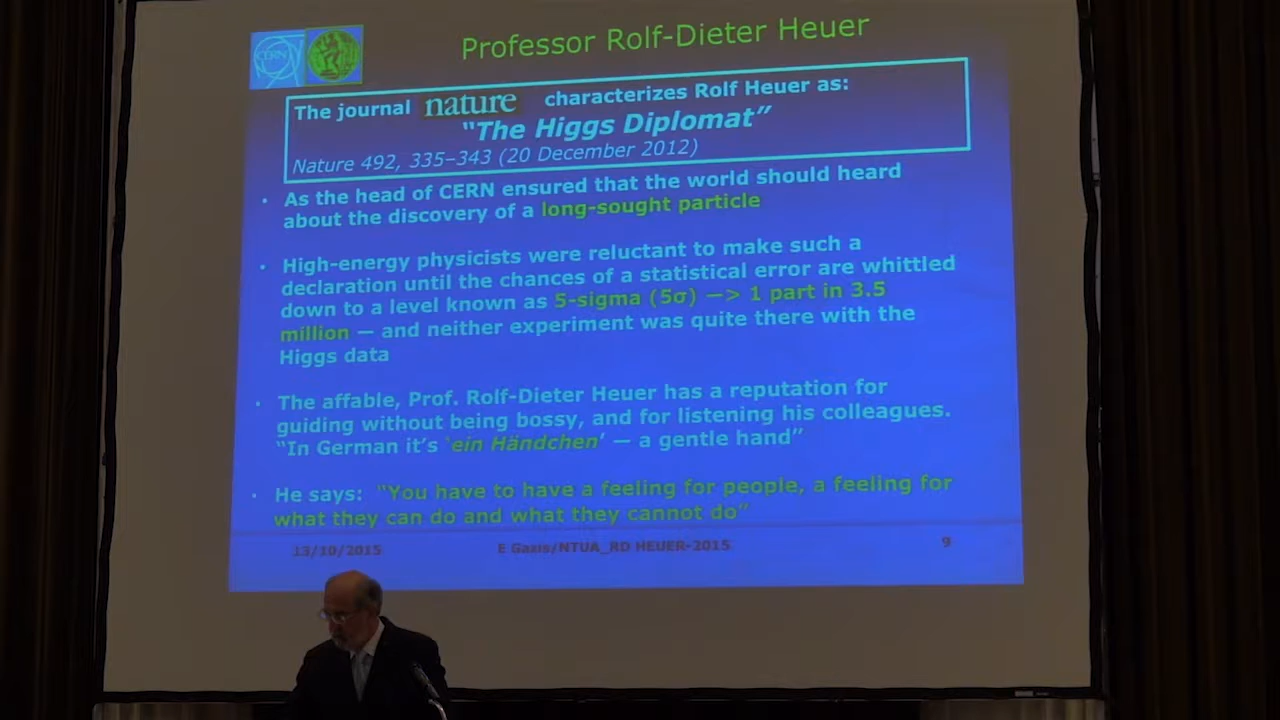 CERN
Professor Rolf-Dieter Heuer
The journal nature characterizes Rolf Heuer as:
“The Higgs Diplomat”
Nature 492, 335–343 (20 December 2012)
• As the head of CERN ensured that the world should heard
about the discovery of a long-sought particle
• High-energy physicists were reluctant to make such a
declaration until the chances of a statistical error are whittled
down to a level known as 5-sigma (5σ) —> 1 part in 3.5
million — and neither experiment was quite there with the
Higgs data
• The affable, Prof. Rolf-Dieter Heuer has a reputation for
guiding without being bossy, and for listening his colleagues.
“In German it’s ‘ein Händchen’ — a gentle hand”
• He says: “You have to have a feeling for people, a feeling for
what they can do and what they cannot do”
13/10/2015 E Gazis/NTUA_RD HEUER-2015 9